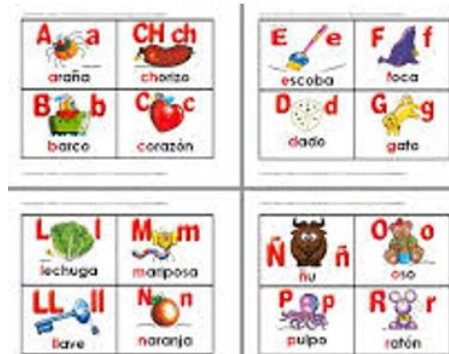 A a CH ch
araña chorizo
B b C c
barco corazón
E e F f
escoba foca
D d G g
dado gato
L l M m
lechuga mariposa
LL ll N n
llave naranja
Ñ ñ O o
ñu oso
P p R r
pulpo ratón